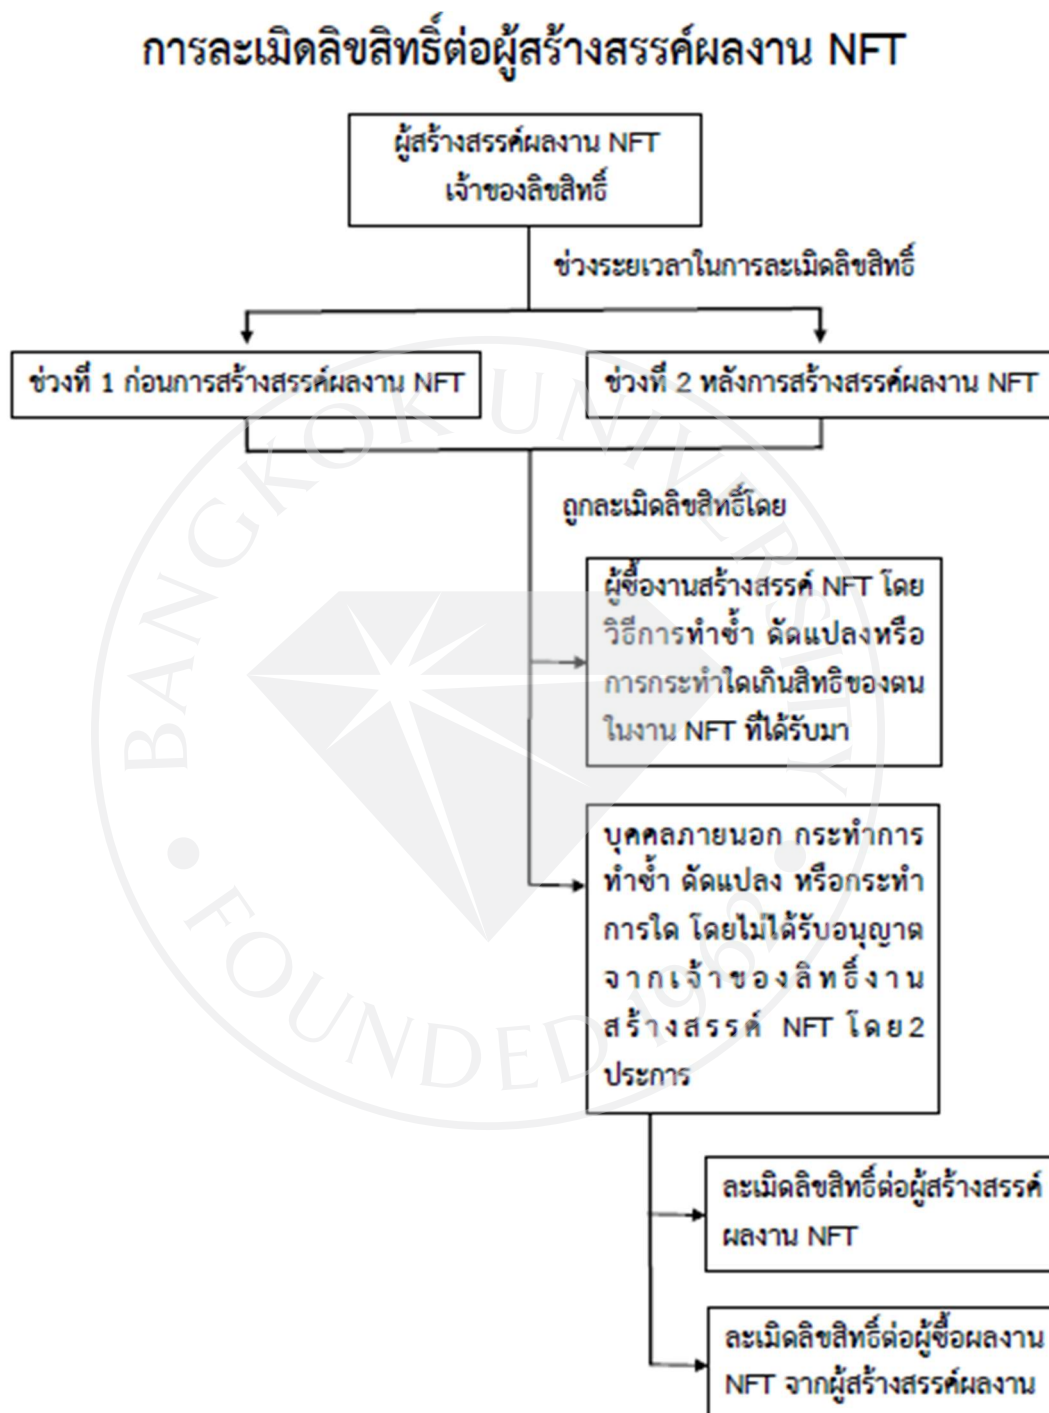 การละเมิดลิขสิทธิ์ต่อผู้สร้างสรรค์ผลงาน NFT
ผู้สร้างสรรค์ผลงาน NFT
เจ้าของลิขสิทธิ์
ช่วงระยเวลาในการละเมิดลิขสิทธิ์
ช่วงที่ 1 ก่อนการสร้างสรรค์ผลงาน NFT
ช่วงที่ 2 หลังการสร้างสรรค์ผลงาน NFT
ถูกละเมิดลิขสิทธิ์โดย
ผู้ซื้องานสร้างสรรค์ NFT โดย
วิธีการทำซ้ำ ดัดแปลงหรือ
การกระทำใดเกินสิทธิของตน
ในงาน NFT ที่ได้รับมา
บุคคลภายนอก กระทำการ
ทำซ้ำ ดัดแปลง หรือกระทำ
การใด โดยไม่ได้รับอนุญาต
จากเจ้าของลิทธิ์งาน
สร้างสรรค์ NFT โดย2
ประการ
ละเมิดลิขสิทธิ์ต่อผู้สร้างสรรค์
ผลงาน NFT
ละเมิดลิขสิทธิ์ต่อผู้ซื้อผลงาน
NFT จากผู้สร้างสรรค์ผลงาน
BANGKOK UNIVERSITY
FOUNDED 1962